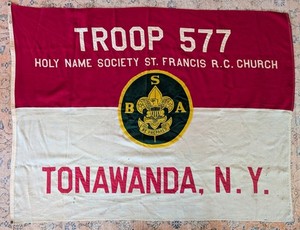 TROOP 577
HOLY NAME SOCIETY ST. FRANCIS R.C. CHURCH
S
B A
TONAWANDA, N.Y.